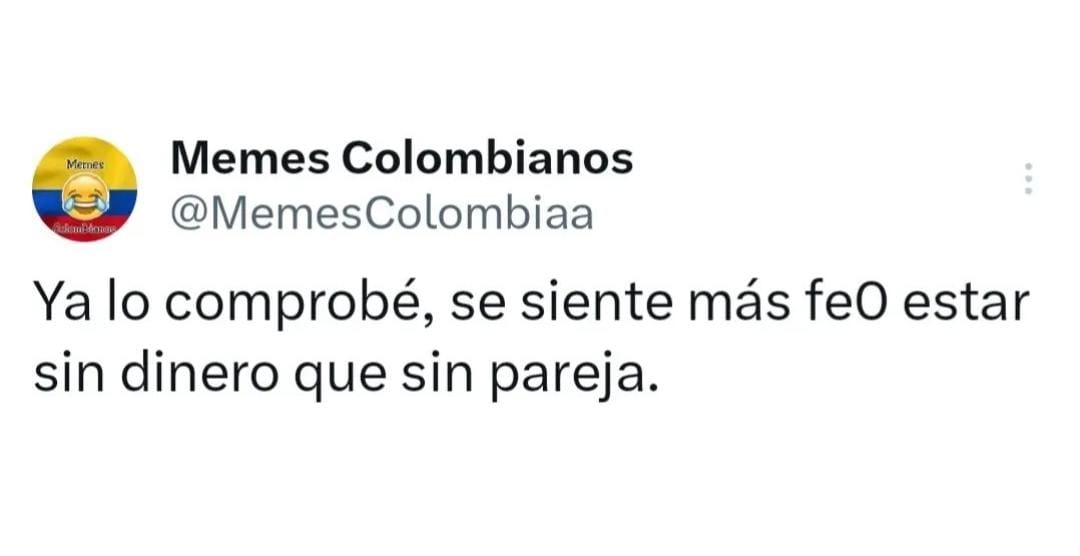 Memes
Colombianos
Memes Colombianos
@MemesColombiaa
Ya lo comprobé, se siente más fe0 estar
sin dinero que sin pareja.